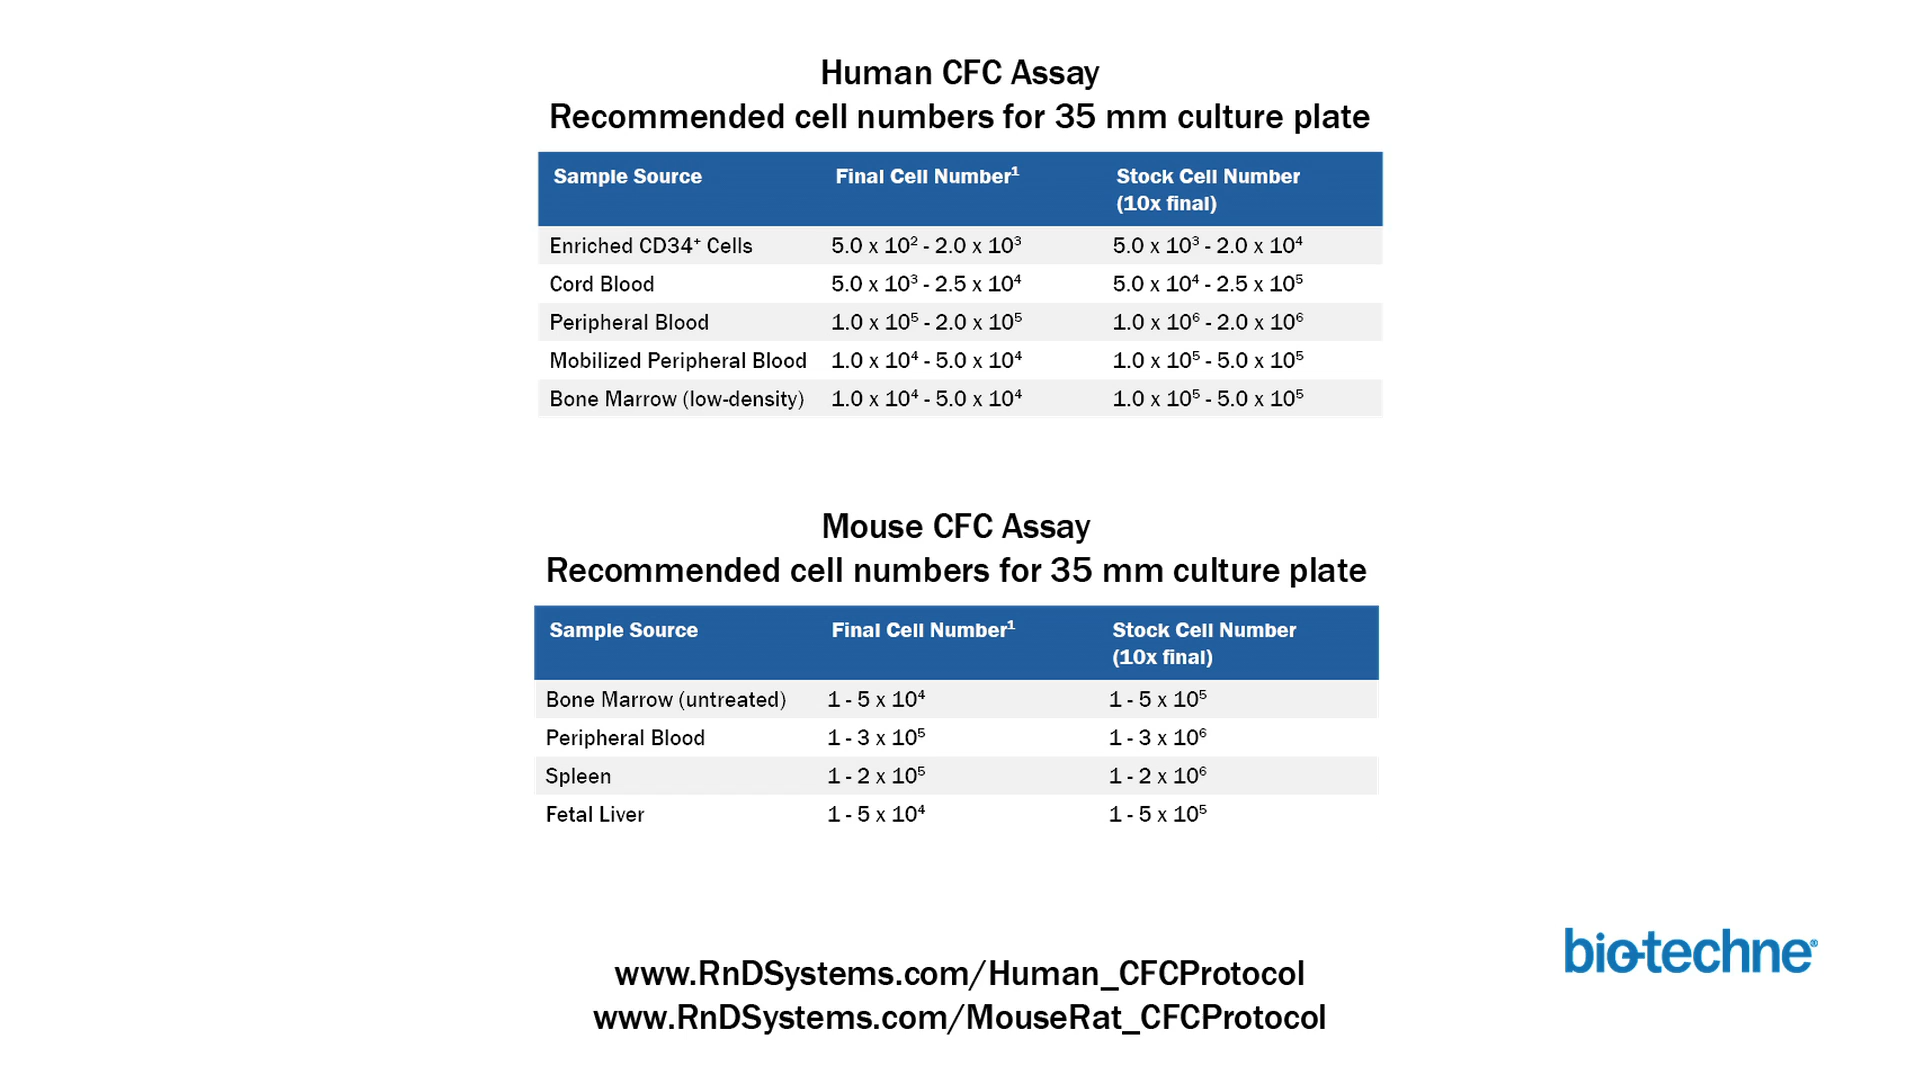 Human CFC Assay
Recommended cell numbers for 35 mm culture plate
Sample Source Final Cell Number¹ Stock Cell Number
(10x final)
Enriched CD34⁺ Cells 5.0 x 10² - 2.0 x 10³ 5.0 x 10³ - 2.0 x 10⁴
Cord Blood 5.0 x 10³ - 2.5 x 10⁴ 5.0 x 10⁴ - 2.5 x 10⁵
Peripheral Blood 1.0 x 10⁵ - 2.0 x 10⁵ 1.0 x 10⁶ - 2.0 x 10⁶
Mobilized Peripheral Blood 1.0 x 10⁴ - 5.0 x 10⁴ 1.0 x 10⁵ - 5.0 x 10⁵
Bone Marrow (low-density) 1.0 x 10⁴ - 5.0 x 10⁴ 1.0 x 10⁵ - 5.0 x 10⁵
Mouse CFC Assay
Recommended cell numbers for 35 mm culture plate
Sample Source Final Cell Number¹ Stock Cell Number
(10x final)
Bone Marrow (untreated) 1 - 5 x 10⁴ 1 - 5 x 10⁵
Peripheral Blood 1 - 3 x 10⁵ 1 - 3 x 10⁶
Spleen 1 - 2 x 10⁵ 1 - 2 x 10⁶
Fetal Liver 1 - 5 x 10⁴ 1 - 5 x 10⁵
bio-techne®
www.RnDSystems.com/Human_CFCProtocol
www.RnDSystems.com/MouseRat_CFCProtocol